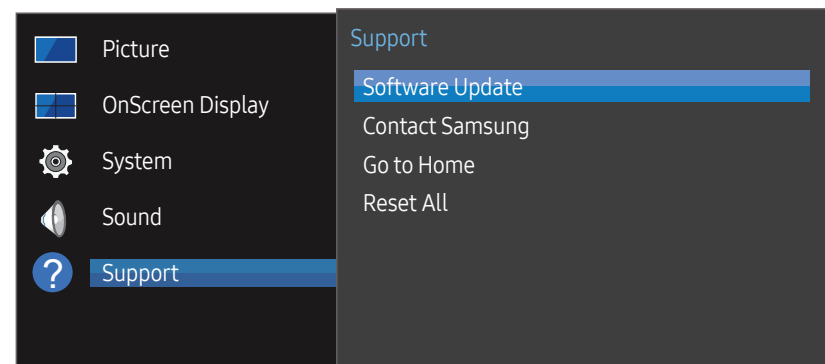 Picture
OnScreen Display
System
Sound
?
Support
Support
Software Update
Contact Samsung
Go to Home
Reset All